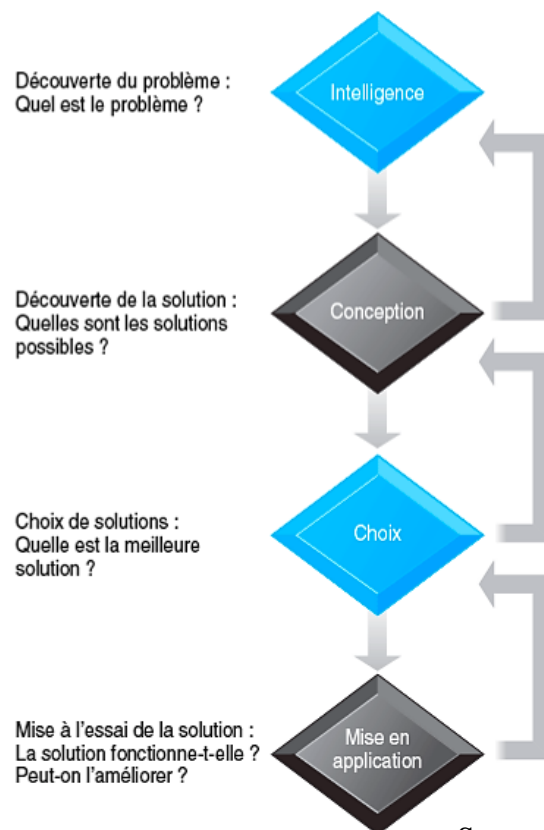 Découverte du problème :
Quel est le problème ?
Intelligence
Découverte de la solution :
Quelles sont les solutions
possibles ?
Conception
Choix de solutions :
Quelle est la meilleure
solution ?
Choix
Mise à l'essai de la solution :
La solution fonctionne-t-elle ?
Peut-on l'améliorer ?
Mise en
application